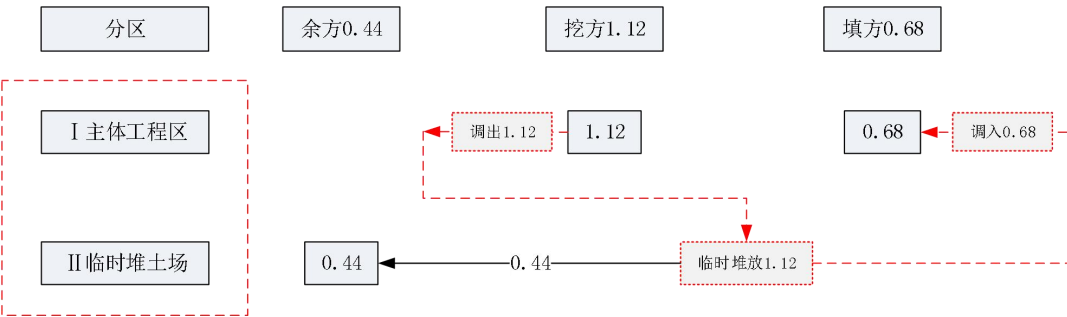 分区
余方0.44
挖方1.12
填方0.68
Ⅰ主体工程区
调出1.12
1.12
0.68
调入0.68
Ⅱ临时堆土场
0.44
0.44
临时堆放1.12